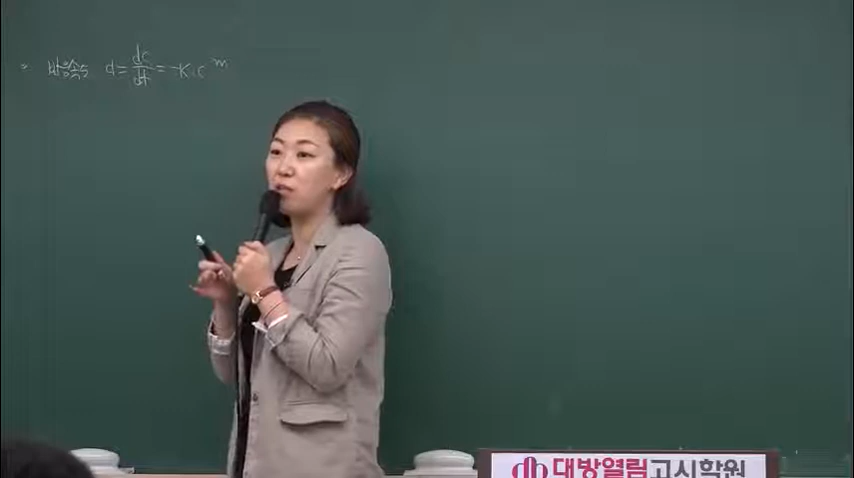 반응속도 d = dc/dt = -K·c^m
대방열림고시학원